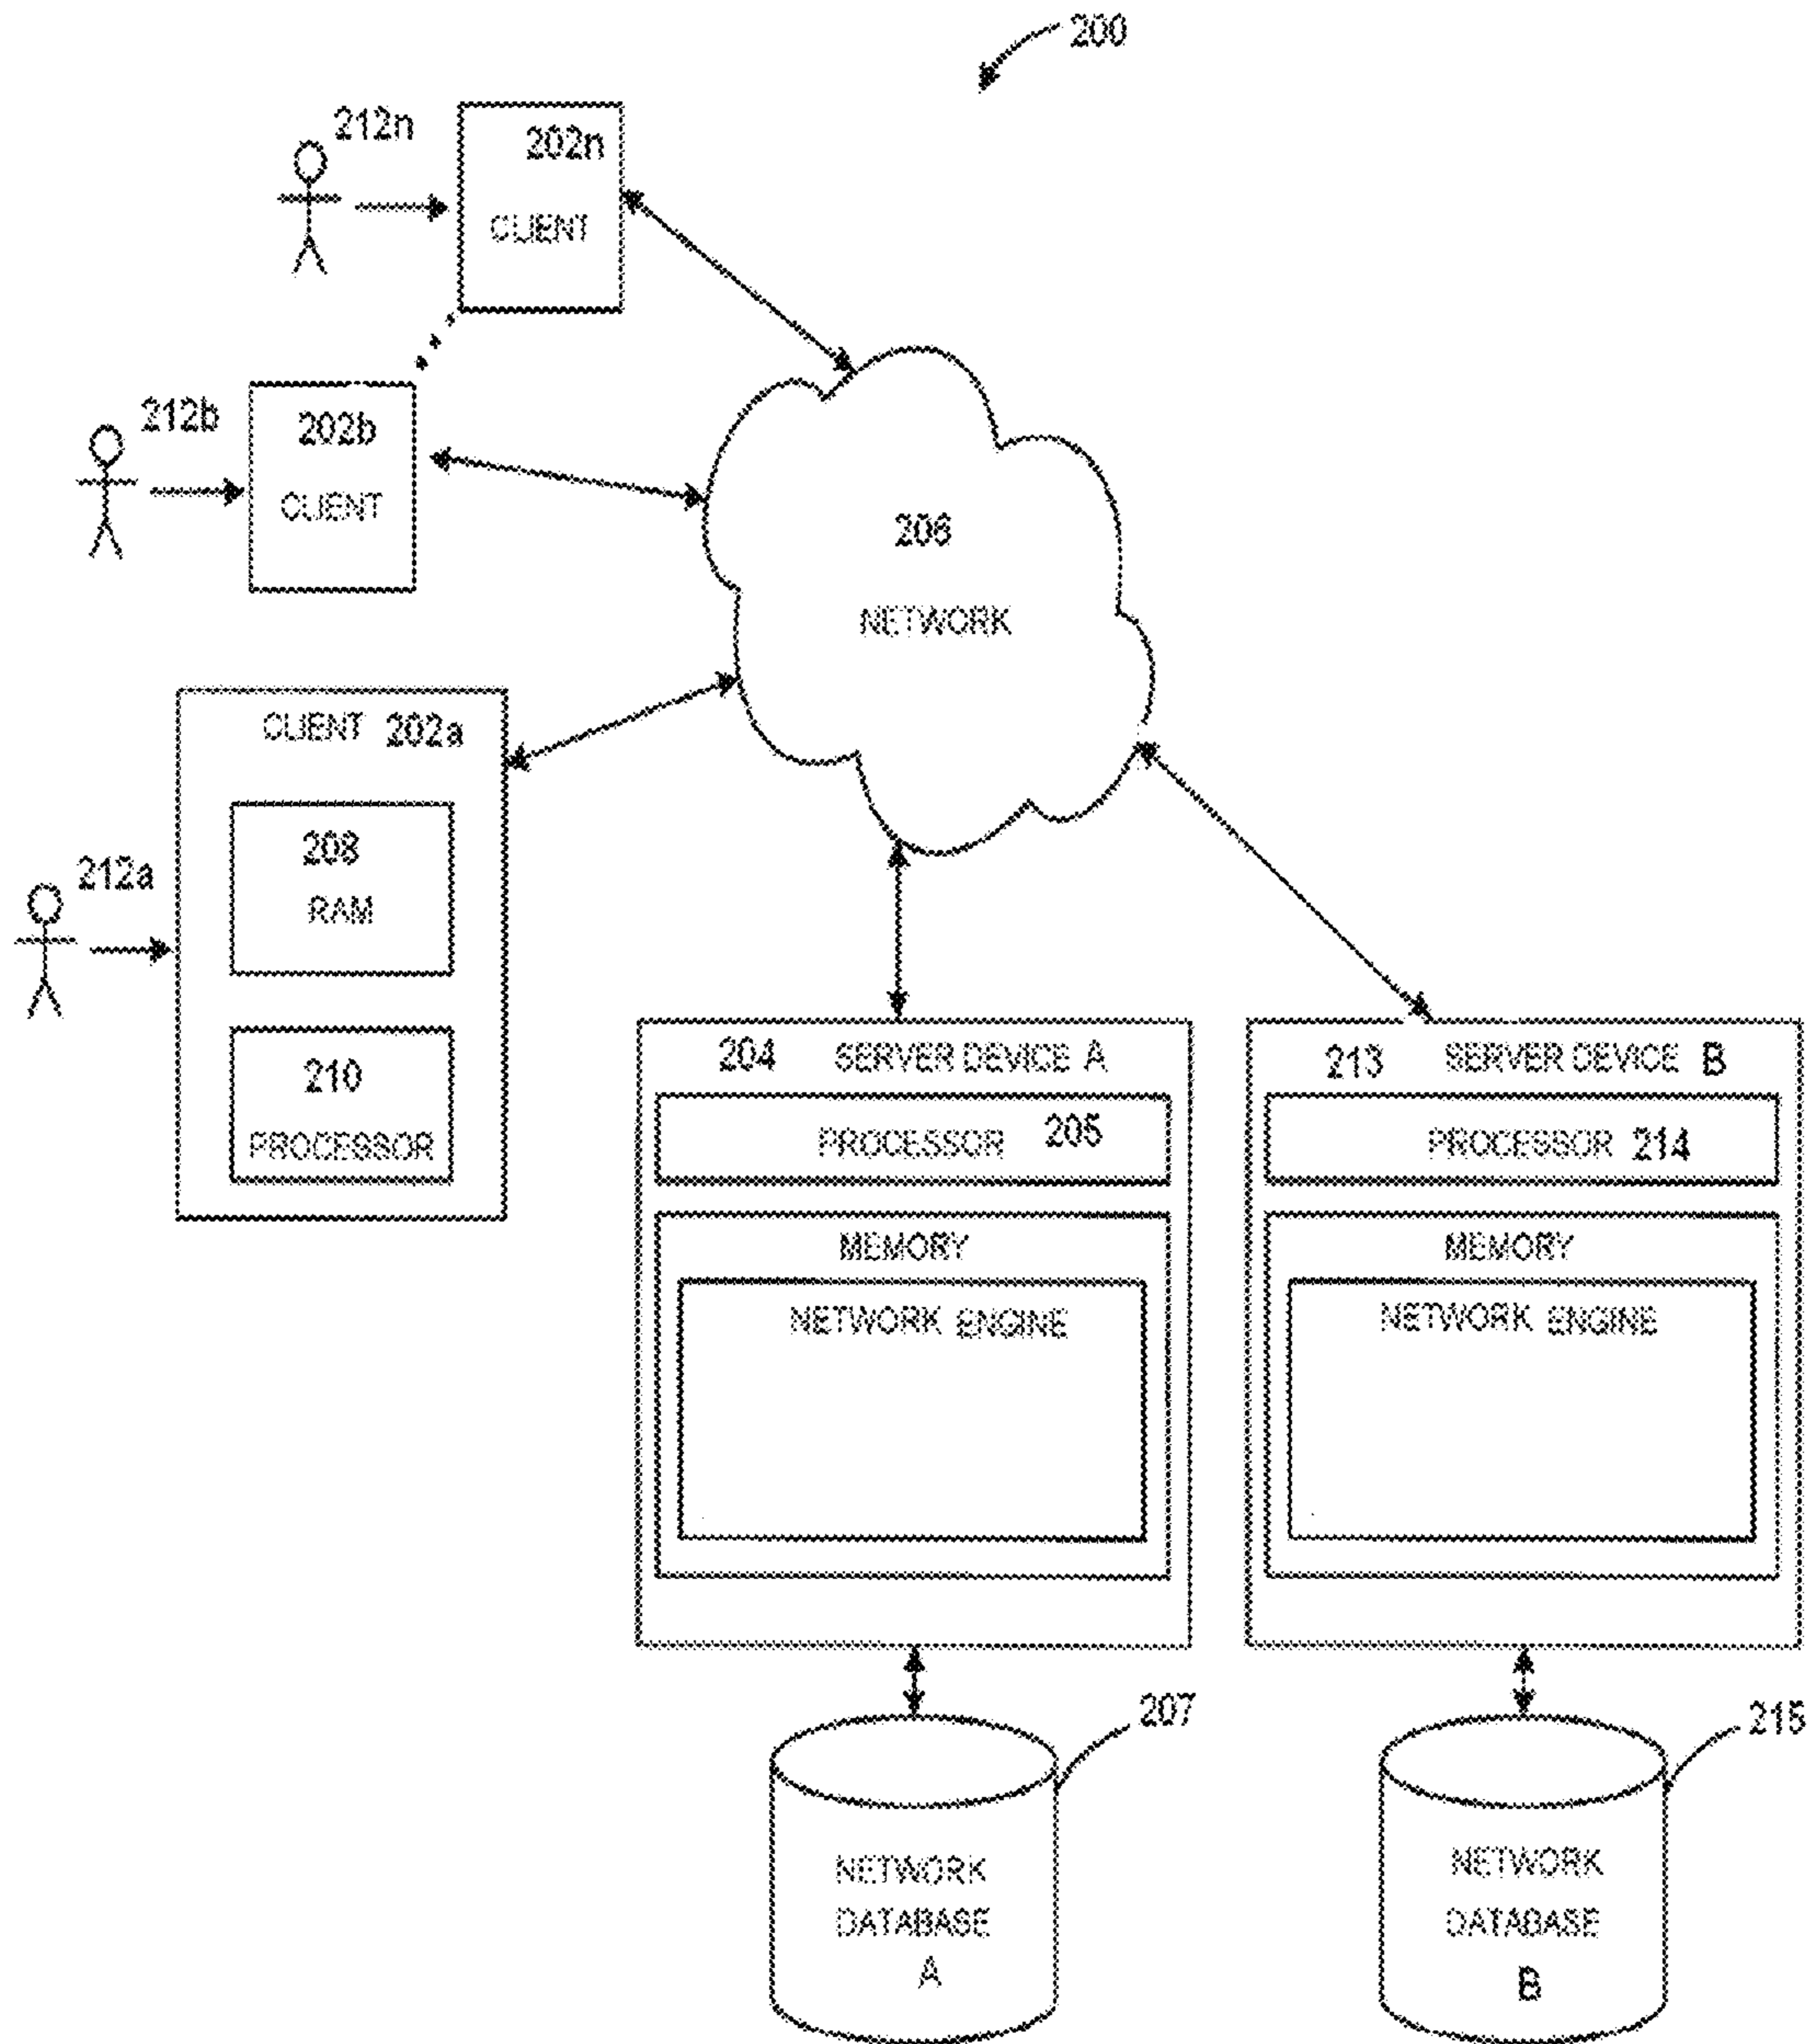 200
212n
202n
CLIENT
212b
202b
CLIENT
206
NETWORK
CLIENT 202a
208
RAM
212a
210
PROCESSOR
204 SERVER DEVICE A
PROCESSOR 205
MEMORY
NETWORK ENGINE
213 SERVER DEVICE B
PROCESSOR 214
MEMORY
NETWORK ENGINE
207
NETWORK
DATABASE
A
215
NETWORK
DATABASE
B